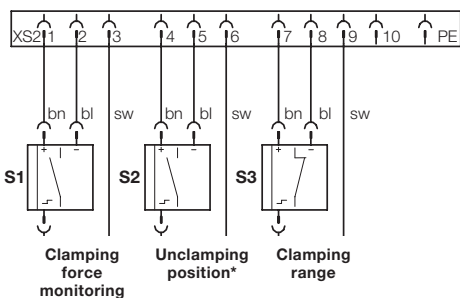 XS2 1 2 3 4 5 6 7 8 9 10 PE
bn bl sw bn bl sw bn bl sw
+ − + − + −
S1 S2 S3
Clamping force monitoring
Unclamping position*
Clamping range